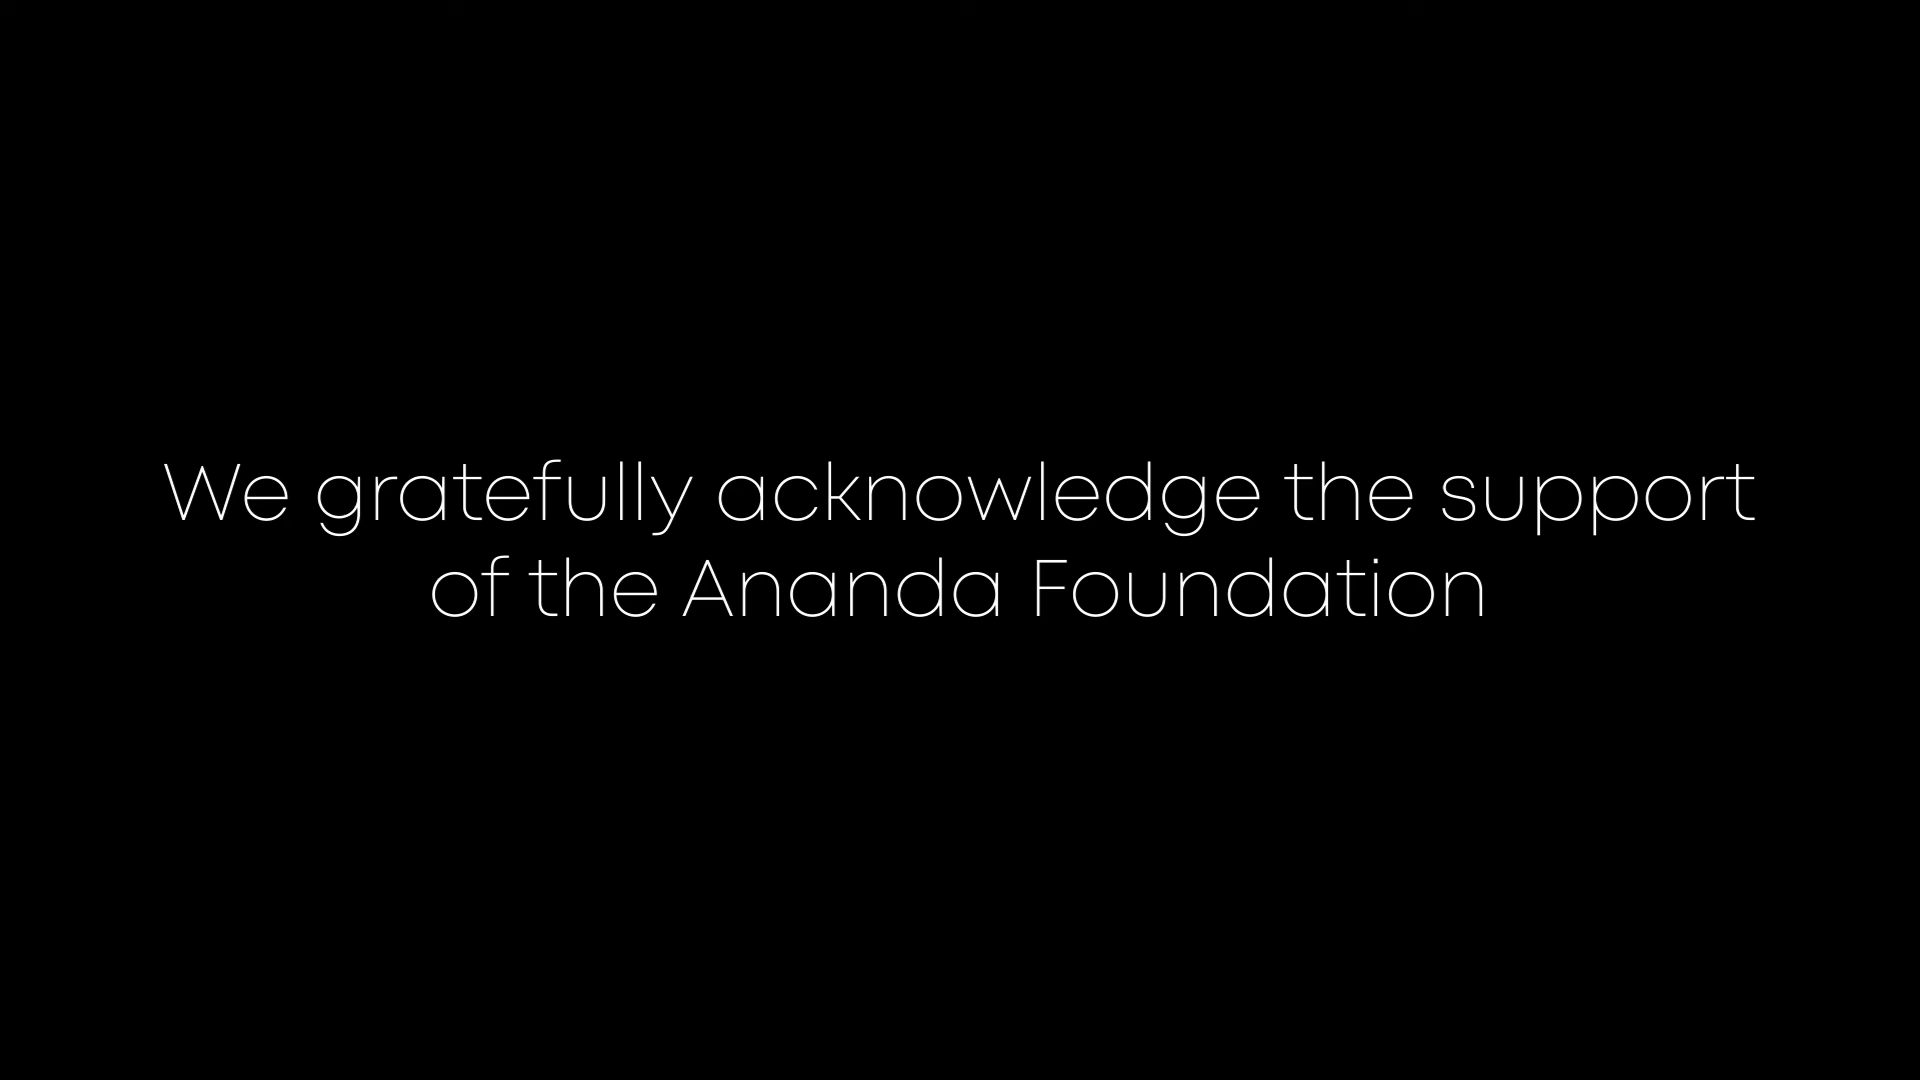 We gratefully acknowledge the support
of the Ananda Foundation